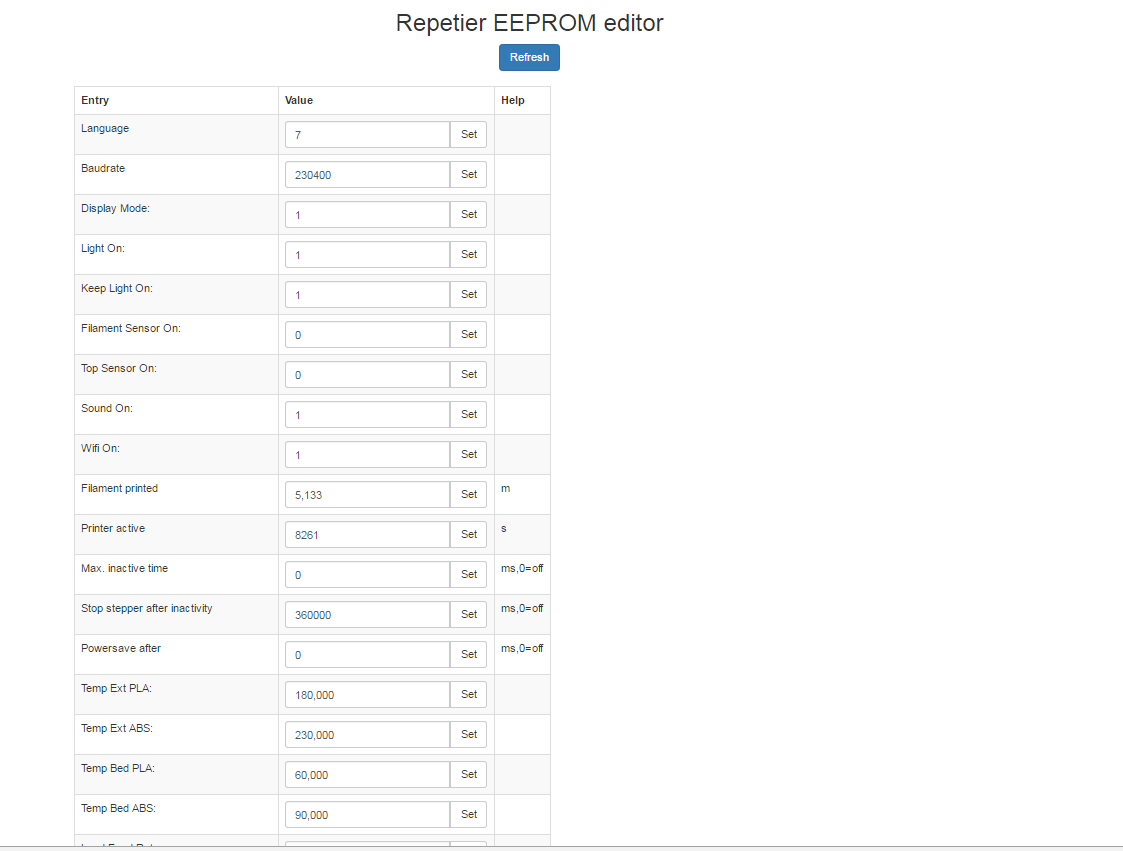 Repetier EEPROM editor
Refresh
Entry Value Help
Language 7 Set
Baudrate 230400 Set
Display Mode: 1 Set
Light On: 1 Set
Keep Light On: 1 Set
Filament Sensor On: 0 Set
Top Sensor On: 0 Set
Sound On: 1 Set
Wifi On: 1 Set
Filament printed 5,133 Set m
Printer active 8261 Set s
Max. inactive time 0 Set ms,0=off
Stop stepper after inactivity 360000 Set ms,0=off
Powersave after 0 Set ms,0=off
Temp Ext PLA: 180,000 Set
Temp Ext ABS: 230,000 Set
Temp Bed PLA: 60,000 Set
Temp Bed ABS: 90,000 Set